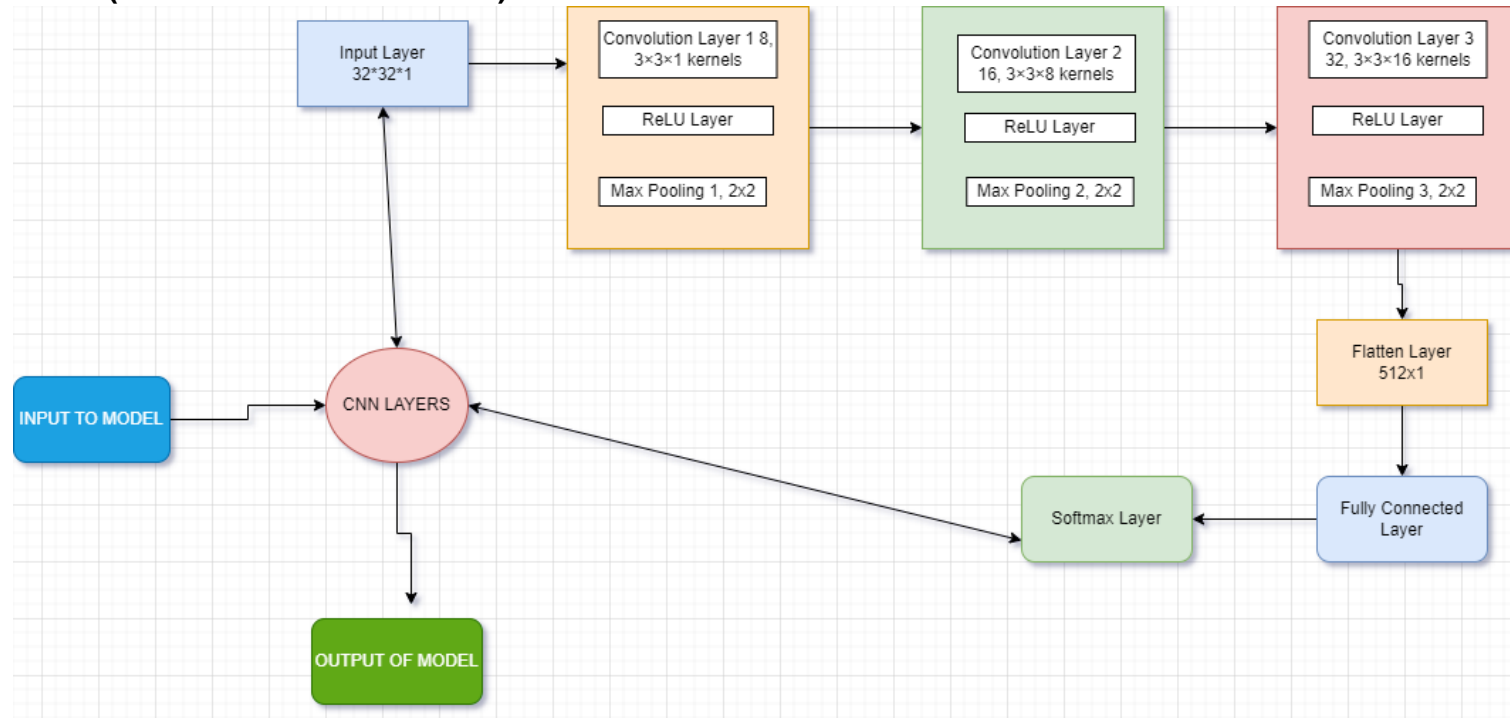 Input Layer
32*32*1
Convolution Layer 1 8,
3×3×1 kernels
ReLU Layer
Max Pooling 1, 2x2
Convolution Layer 2
16, 3×3×8 kernels
ReLU Layer
Max Pooling 2, 2x2
Convolution Layer 3
32, 3×3×16 kernels
ReLU Layer
Max Pooling 3, 2x2
Flatten Layer
512x1
Fully Connected
Layer
Softmax Layer
CNN LAYERS
INPUT TO MODEL
OUTPUT OF MODEL